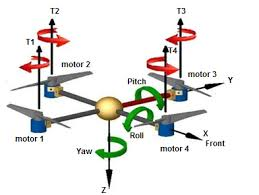 T2
T3
T1
T4
motor 2
Pitch
motor 3
Y
motor 1
Roll
motor 4
X
Front
Yaw
Z